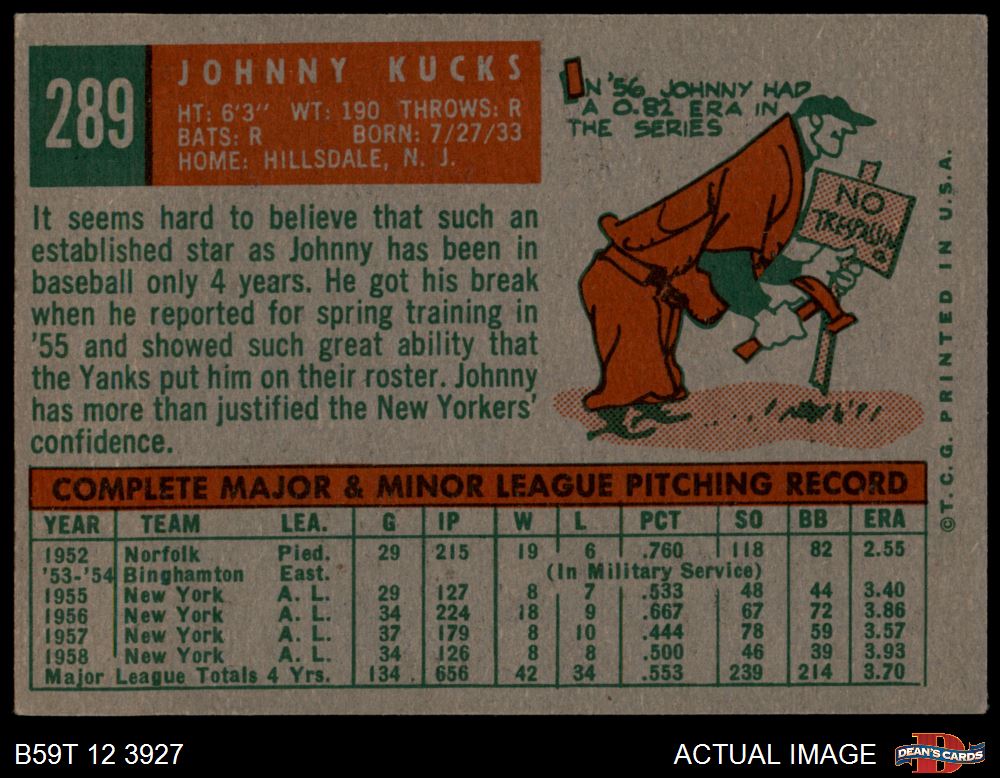 289
JOHNNY KUCKS
HT: 6'3" WT: 190 THROWS: R
BATS: R BORN: 7/27/33
HOME: HILLSDALE, N. J.
It seems hard to believe that such an
established star as Johnny has been in
baseball only 4 years. He got his break
when he reported for spring training in
'55 and showed such great ability that
the Yanks put him on their roster. Johnny
has more than justified the New Yorkers'
confidence.
IN '56 JOHNNY HAD
A 0.82 ERA IN
THE SERIES
NO
TRESPASSING
©T.C.G. PRINTED IN U.S.A.
COMPLETE MAJOR & MINOR LEAGUE PITCHING RECORD
YEAR TEAM LEA. G IP W L PCT SO BB ERA
1952 Norfolk Pied. 29 215 19 6 .760 118 82 2.55
'53-'54 Binghamton East. (In Military Service)
1955 New York A. L. 29 127 8 7 .533 48 44 3.40
1956 New York A. L. 34 224 18 9 .667 67 72 3.86
1957 New York A. L. 37 179 8 10 .444 78 59 3.57
1958 New York A. L. 34 126 8 8 .500 46 39 3.93
Major League Totals 4 Yrs. 134 656 42 34 .553 239 214 3.70
B59T 12 3927
ACTUAL IMAGE
D
DEAN'S CARDS